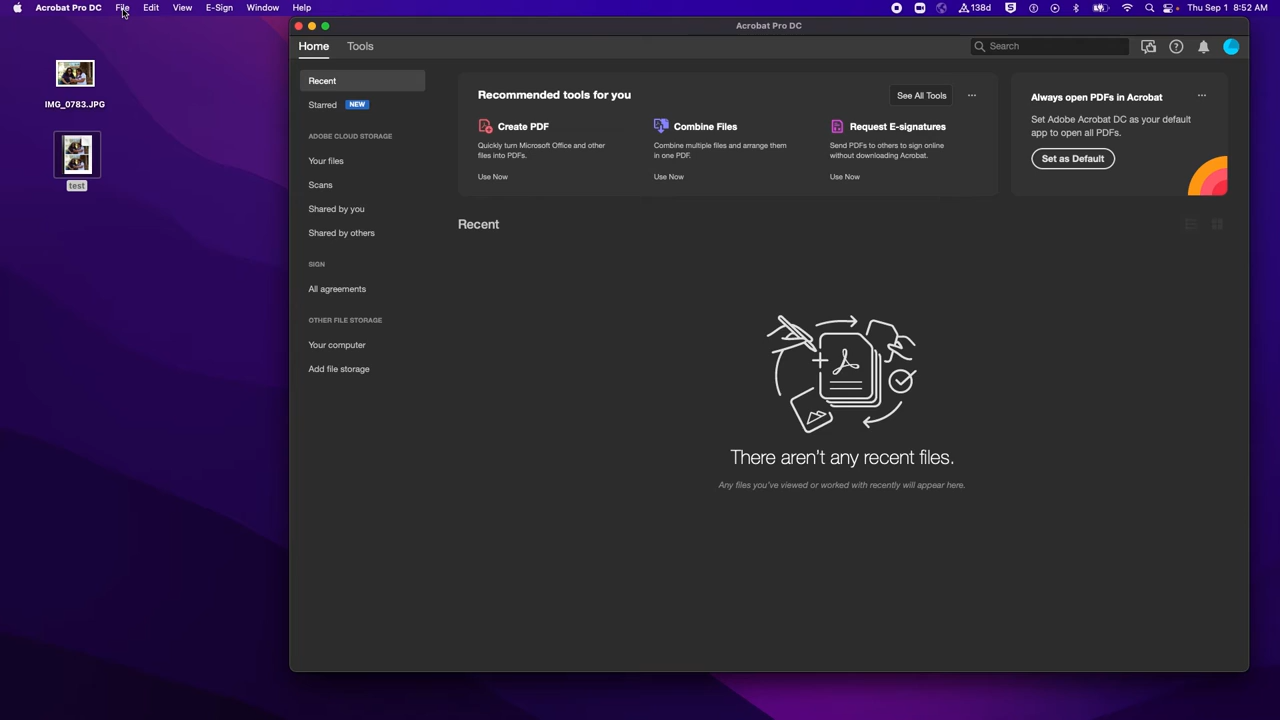 Acrobat Pro DC File Edit View E-Sign Window Help 138d Thu Sep 1 8:52 AM
Acrobat Pro DC
Home Tools Search
IMG_0783.JPG
test
Recent
Starred NEW
ADOBE CLOUD STORAGE
Your files
Scans
Shared by you
Shared by others
SIGN
All agreements
OTHER FILE STORAGE
Your computer
Add file storage
Recommended tools for you See All Tools
Create PDF
Quickly turn Microsoft Office and other
files into PDFs.
Use Now
Combine Files
Combine multiple files and arrange them
in one PDF.
Use Now
Request E-signatures
Send PDFs to others to sign online
without downloading Acrobat.
Use Now
Always open PDFs in Acrobat
Set Adobe Acrobat DC as your default
app to open all PDFs.
Set as Default
Recent
There aren't any recent files.
Any files you've viewed or worked with recently will appear here.